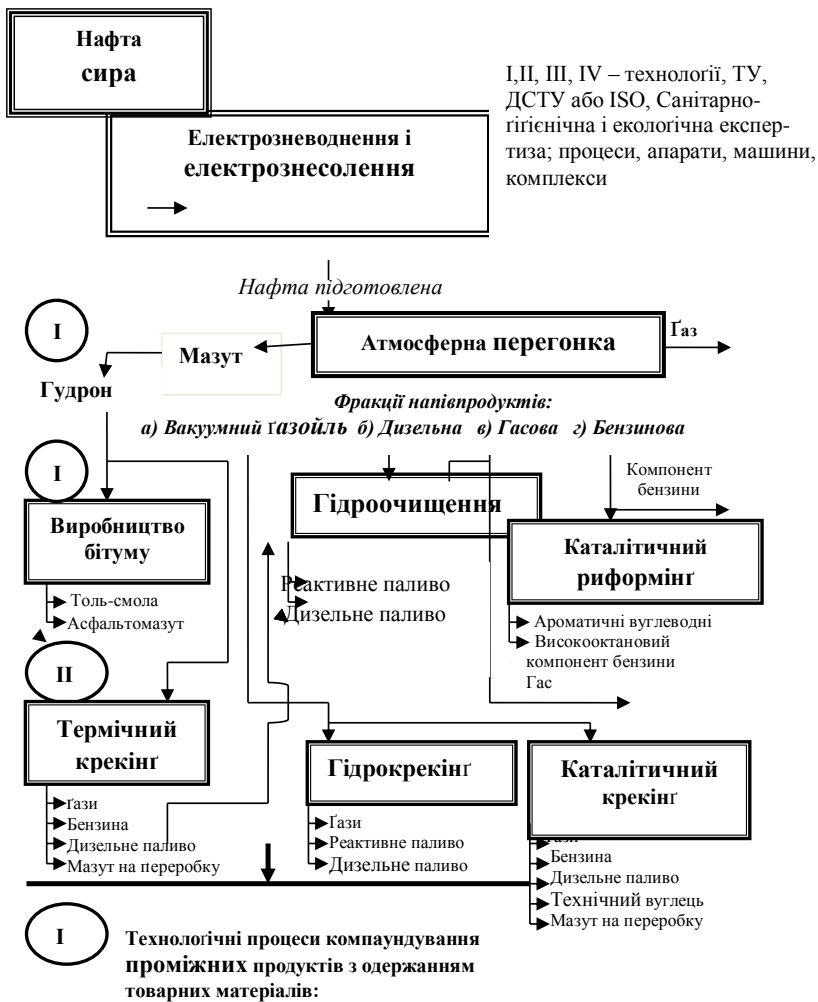 Нафта
сира
I,II, III, IV – технолоґії, ТУ,
ДСТУ або ISO, Санітарно-
ґіґієнічна і еколоґічна експер-
тиза; процеси, апарати, машини,
комплекси
Електрозневоднення і
електрознесолення
Нафта підготовлена
I
Мазут
Атмосферна перегонка
Ґаз
Гудрон
Фракції напівпродуктів:
а) Вакуумний ґазойль б) Дизельна в) Гасова г) Бензинова
I
Компонент
бензини
Гідроочищення
Виробництво
бітуму
Каталітичний
риформінґ
Реактивне паливо
Дизельне паливо
Толь-смола
Асфальтомазут
Ароматичні вуглеводні
Високооктановий
компонент бензини
Гас
II
Термічний
крекінґ
Гідрокрекінґ
Каталітичний
крекінґ
ґази
Бензина
Дизельне паливо
Мазут на переробку
Ґази
Реактивне паливо
Дизельне паливо
Бензина
Дизельне паливо
Технічний вуглець
Мазут на переробку
I
Технолоґічні процеси компаундування
проміжних продуктів з одержанням
товарних матеріалів: